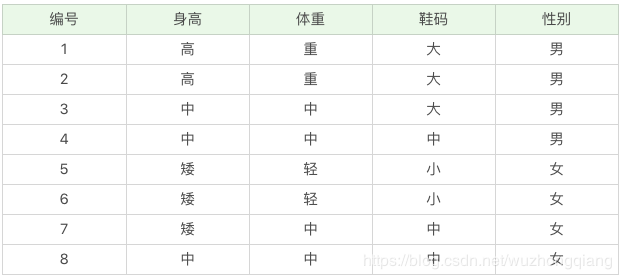 编号 身高 体重 鞋码 性别
1 高 重 大 男
2 高 重 大 男
3 中 中 大 男
4 中 中 中 男
5 矮 轻 小 女
6 矮 轻 小 女
7 矮 中 中 女
8 中 中 中 女
https://blog.csdn.net/wuzhongqiang